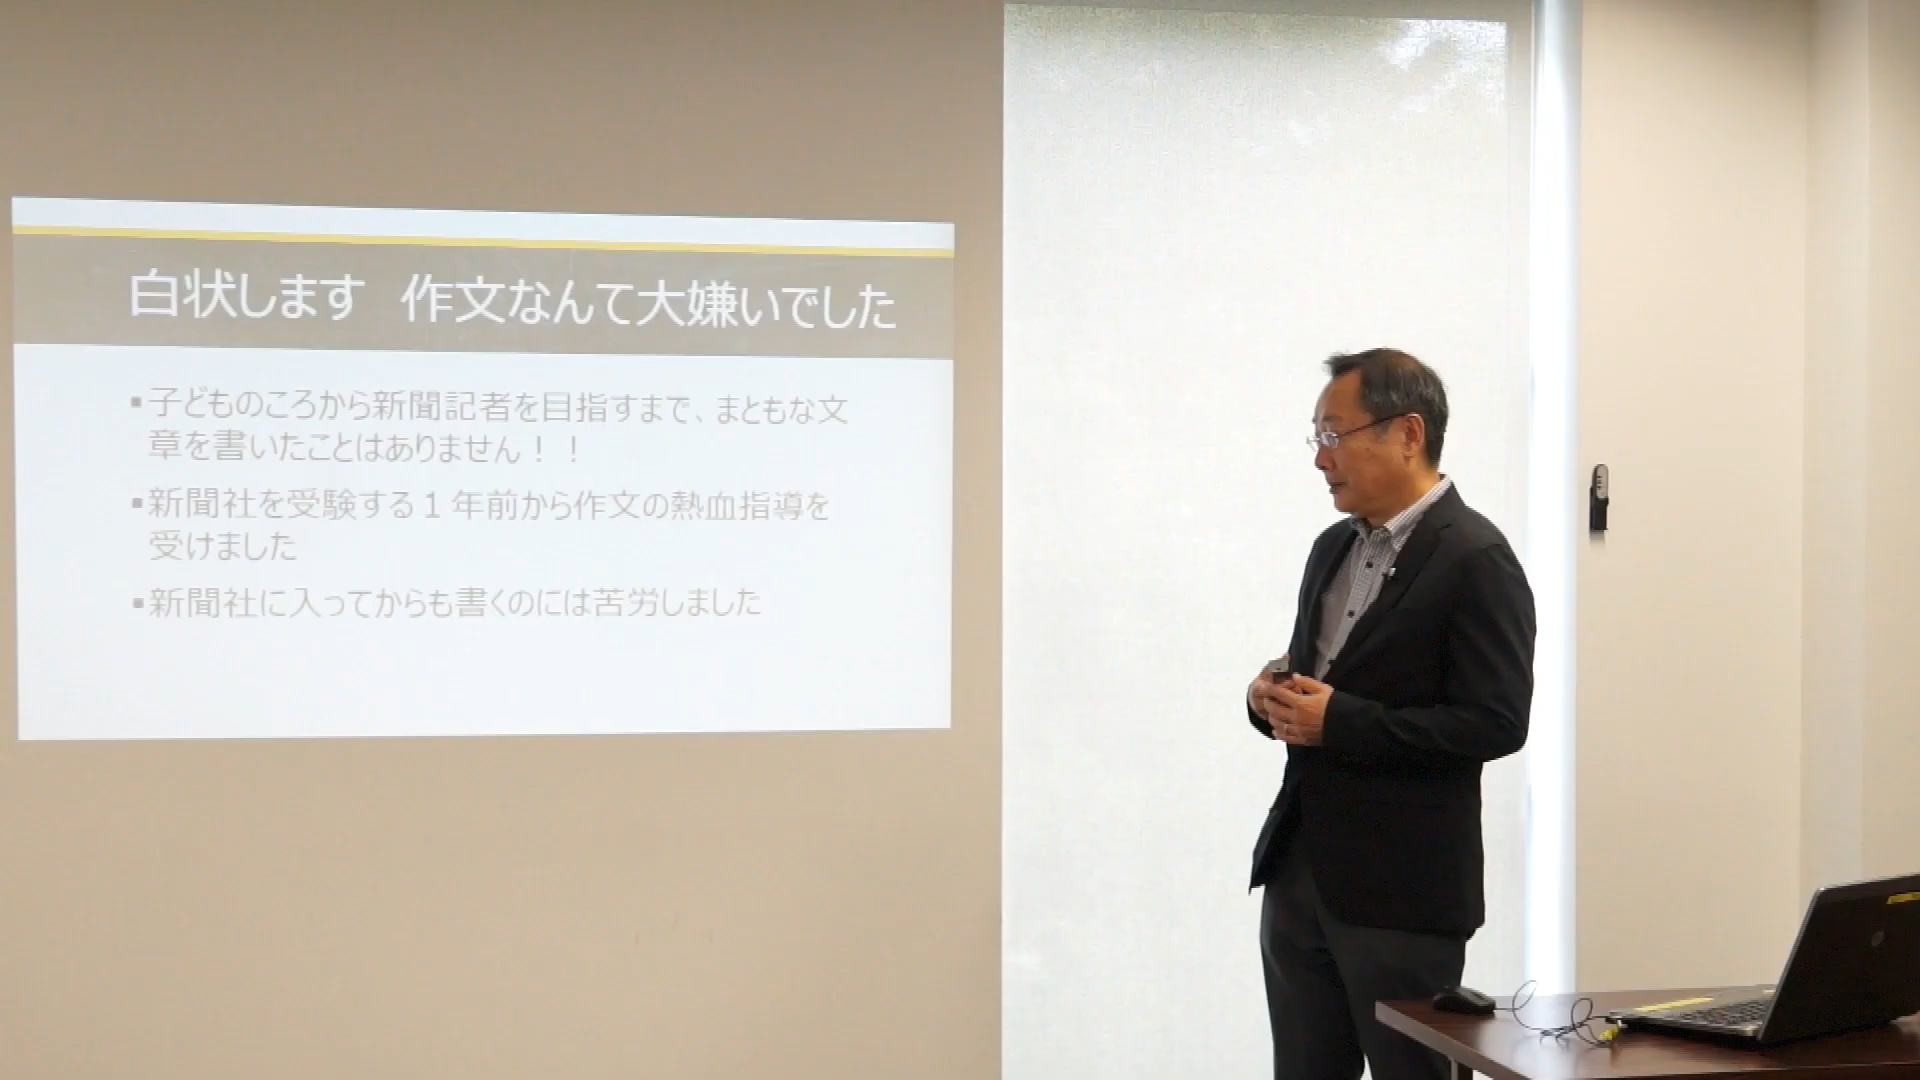 白状します　作文なんて大嫌いでした
▪子どものころから新聞記者を目指すまで、まともな文
章を書いたことはありません！！
▪新聞社を受験する１年前から作文の熱血指導を
受けました
▪新聞社に入ってからも書くのには苦労しました